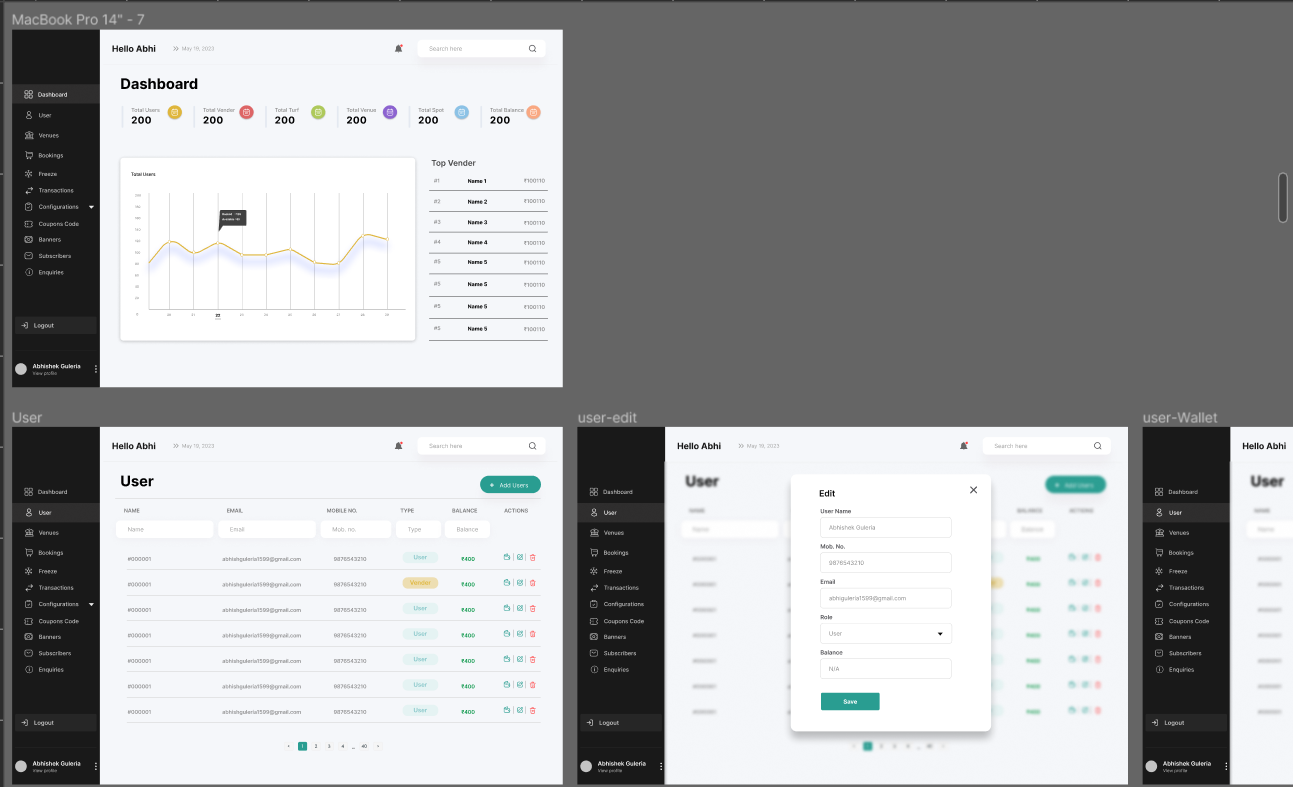 MacBook Pro 14" - 7
Hello Abhi
May 19, 2023
Search here
Dashboard
Dashboard
User
Venues
Bookings
Freeze
Transactions
Configurations
Coupons Code
Banners
Subscribers
Enquiries
Logout
Abhishek Guleria
View profile
Total Users
200
Total Vender
200
Total Turf
200
Total Venue
200
Total Spot
200
Total Balance
200
Total Users
Top Vender
#1 Name 1 ₹100110
#2 Name 2 ₹100110
#3 Name 3 ₹100110
#4 Name 4 ₹100110
#5 Name 5 ₹100110
#5 Name 5 ₹100110
#5 Name 5 ₹100110
#5 Name 5 ₹100110
User
Hello Abhi
May 19, 2023
Search here
Dashboard
User
Venues
Bookings
Freeze
Transactions
Configurations
Coupons Code
Banners
Subscribers
Enquiries
Logout
Abhishek Guleria
View profile
User
+ Add Users
NAME EMAIL MOBILE NO. TYPE BALANCE ACTIONS
Name Email Mob. no. Type Balance
#000001 abhishguleria1599@gmail.com 9876543210 User ₹400
#000001 abhishguleria1599@gmail.com 9876543210 Vender ₹400
#000001 abhishguleria1599@gmail.com 9876543210 User ₹400
#000001 abhishguleria1599@gmail.com 9876543210 User ₹400
#000001 abhishguleria1599@gmail.com 9876543210 User ₹400
#000001 abhishguleria1599@gmail.com 9876543210 User ₹400
#000001 abhishguleria1599@gmail.com 9876543210 User ₹400
1 2 3 4 ... 40
user-edit
Hello Abhi
May 19, 2023
Search here
Dashboard
User
Venues
Bookings
Freeze
Transactions
Configurations
Coupons Code
Banners
Subscribers
Enquiries
Logout
Abhishek Guleria
View profile
User
+ Add Users
Edit
User Name
Abhishek Guleria
Mob. No.
9876543210
Email
abhiguleria1599@gmail.com
Role
User
Balance
N/A
Save
user-Wallet
Hello Abhi
Dashboard
User
Venues
Bookings
Freeze
Transactions
Configurations
Coupons Code
Banners
Subscribers
Enquiries
Logout
Abhishek Guleria
View profile
User